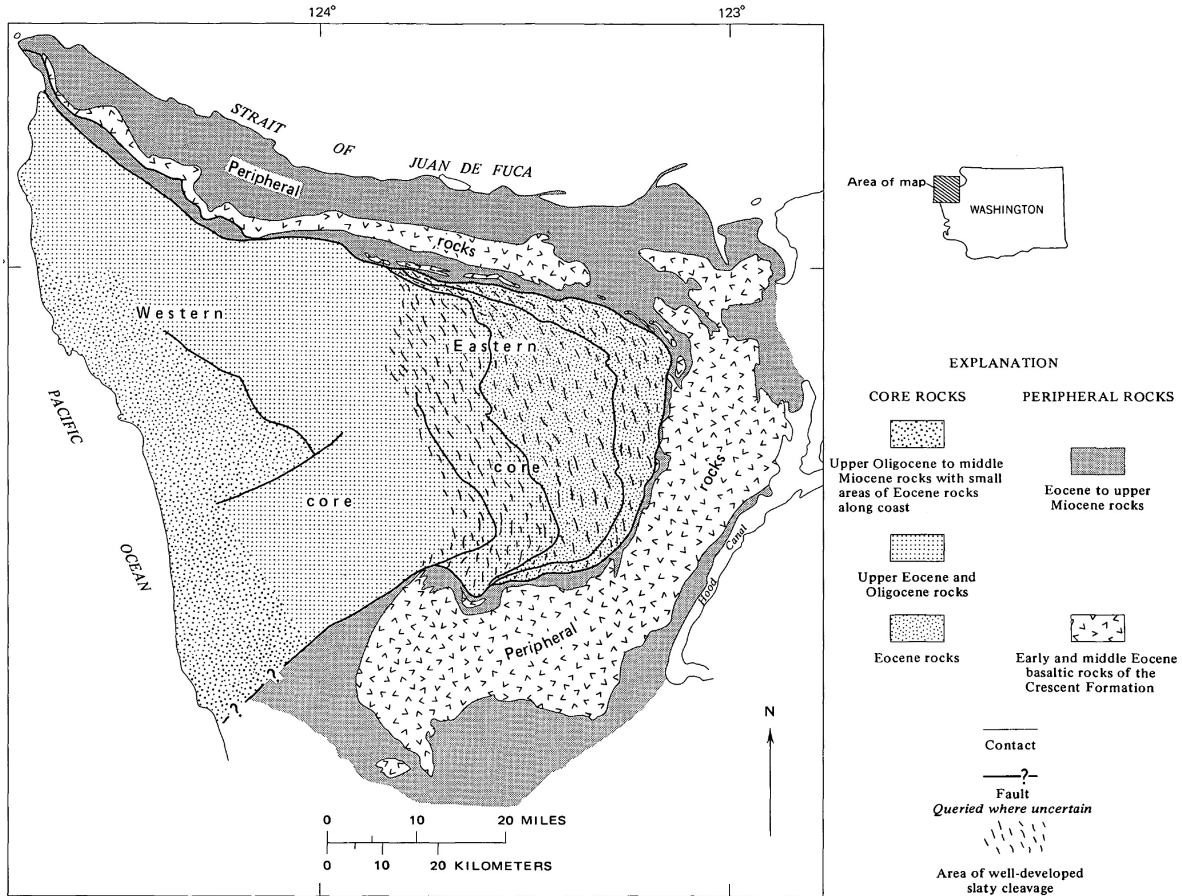 124°
123°
STRAIT
OF
JUAN DE FUCA
Peripheral
rocks
Western
core
Eastern
core
rocks
Peripheral
PACIFIC
OCEAN
Hood Canal
?
?
N
0 10 20 MILES
0 10 20 KILOMETERS
Area of map
WASHINGTON
EXPLANATION
CORE ROCKS
Upper Oligocene to middle
Miocene rocks with small
areas of Eocene rocks
along coast
Upper Eocene and
Oligocene rocks
Eocene rocks
PERIPHERAL ROCKS
Eocene to upper
Miocene rocks
Early and middle Eocene
basaltic rocks of the
Crescent Formation
Contact
?
Fault
Queried where uncertain
Area of well-developed
slaty cleavage